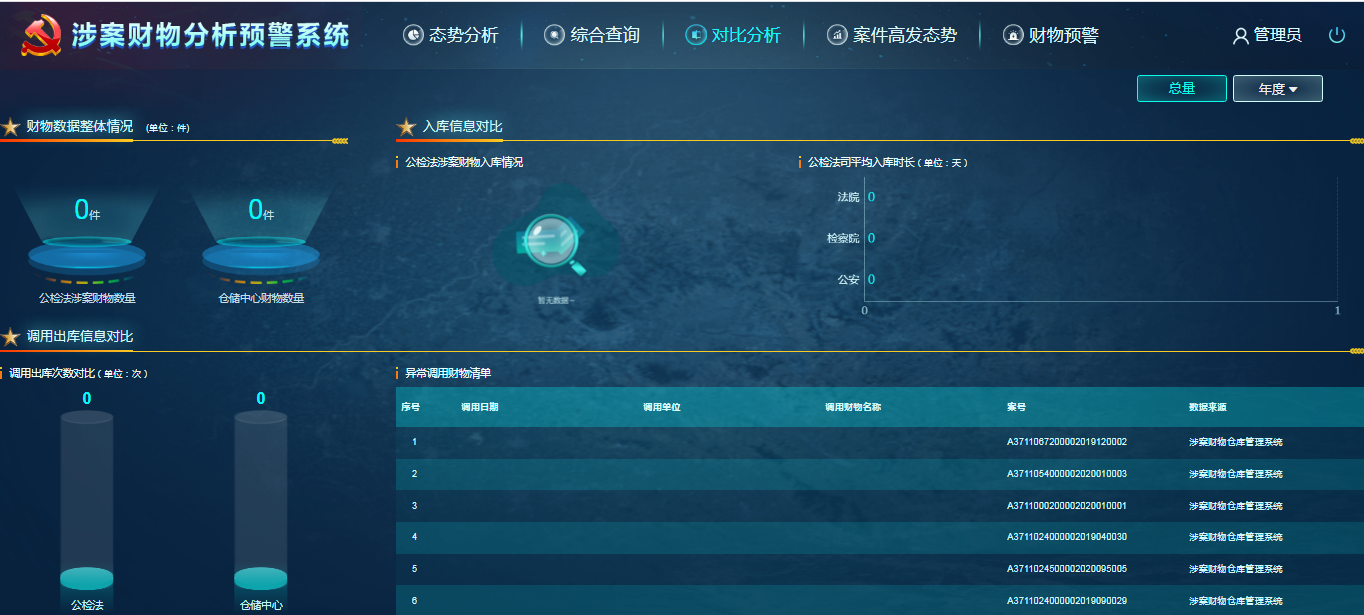 涉案财物分析预警系统
态势分析
综合查询
对比分析
案件高发态势
财物预警
管理员
总量
年度
财物数据整体情况 (单位：件)
0件
0件
公检法涉案财物数量
仓储中心财物数量
入库信息对比
公检法涉案财物入库情况
暂无数据~
公检法司平均入库时长 ( 单位：天 )
法院 0
检察院 0
公安 0
0 1
调用出库信息对比
调用出库次数对比 ( 单位：次 )
0 0
公检法 仓储中心
异常调用财物清单
序号 调用日期 调用单位 调用财物名称 案号 数据来源
1 A3711067200002019120002 涉案财物仓库管理系统
2 A3711054000002020010003 涉案财物仓库管理系统
3 A3711000200002020010001 涉案财物仓库管理系统
4 A3711024000002019040030 涉案财物仓库管理系统
5 A3711024500002020095005 涉案财物仓库管理系统
6 A3711024000002019090029 涉案财物仓库管理系统